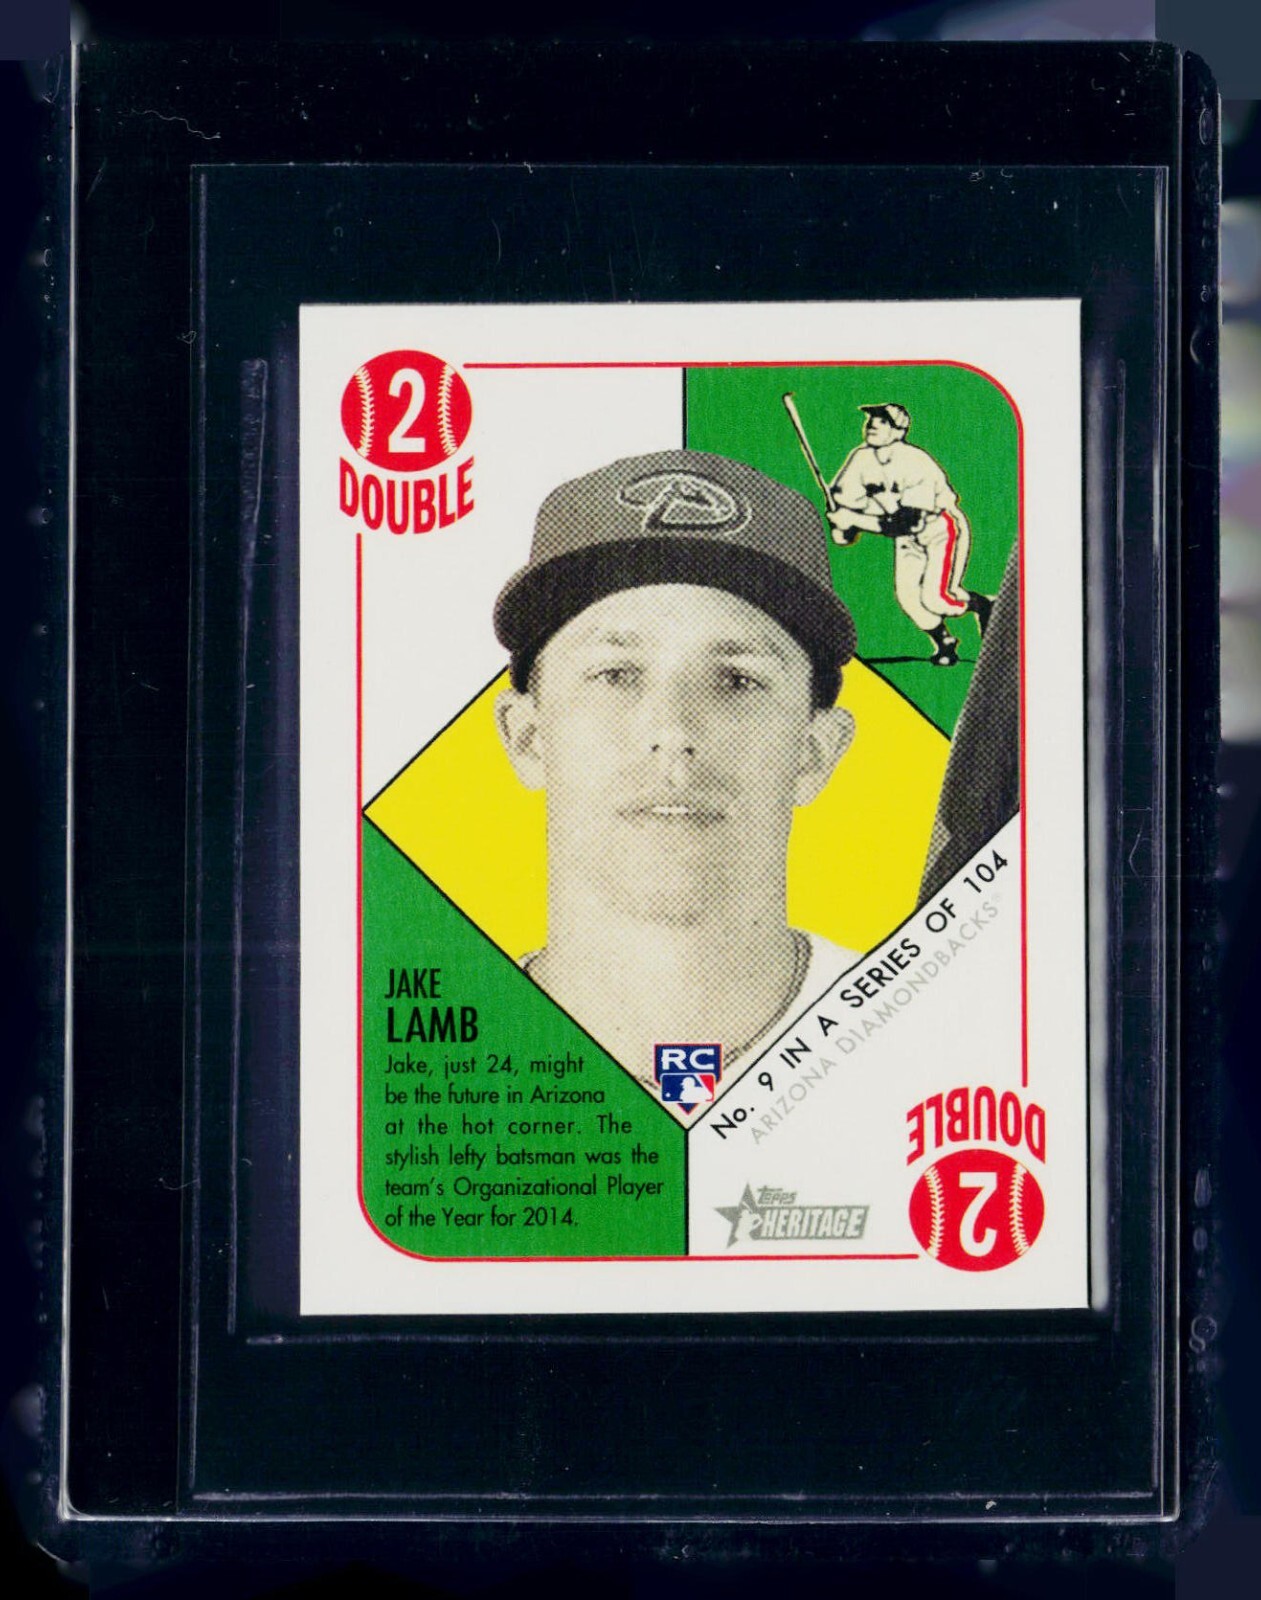 2
DOUBLE
JAKE
LAMB
Jake, just 24, might
be the future in Arizona
at the hot corner. The
stylish lefty batsman was the
team's Organizational Player
of the Year for 2014.
RC
No. 9 IN A SERIES OF 104
ARIZONA DIAMONDBACKS®
TOPPS
HERITAGE
DOUBLE
2